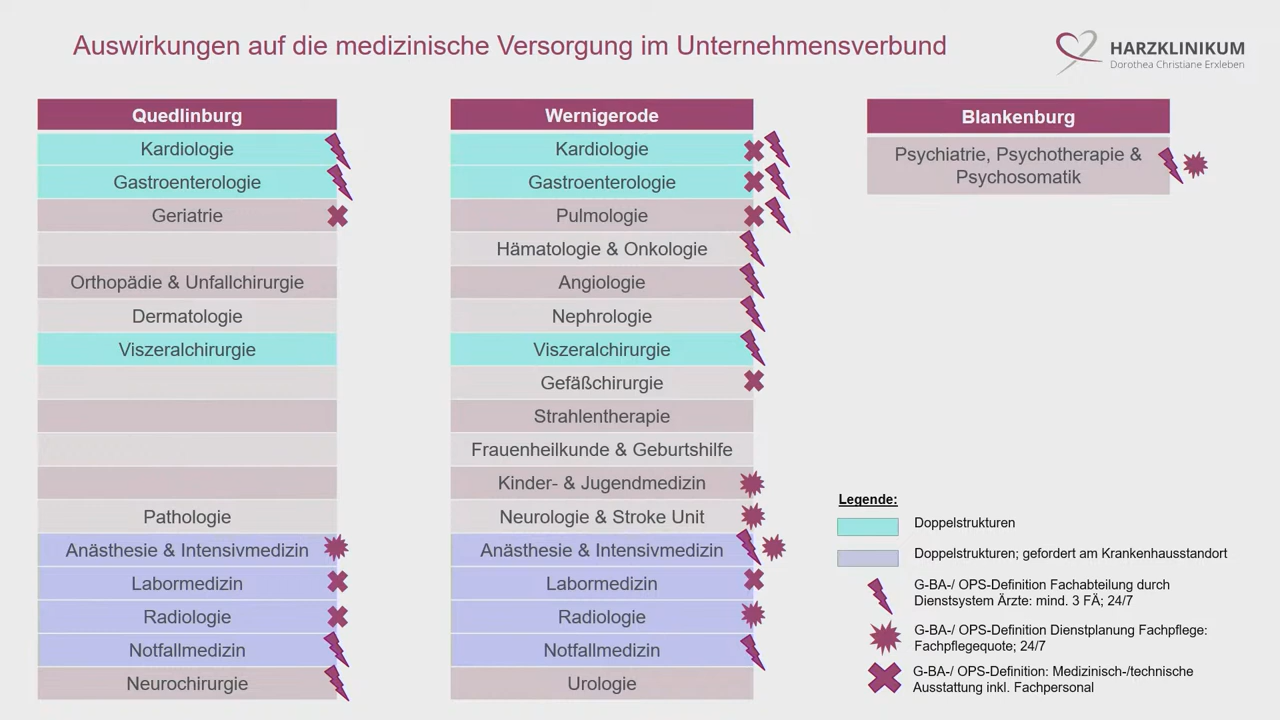 Auswirkungen auf die medizinische Versorgung im Unternehmensverbund
HARZKLINIKUM
Dorothea Christiane Erxleben
Quedlinburg
Kardiologie
Gastroenterologie
Geriatrie
Orthopädie & Unfallchirurgie
Dermatologie
Viszeralchirurgie
Pathologie
Anästhesie & Intensivmedizin
Labormedizin
Radiologie
Notfallmedizin
Neurochirurgie
Wernigerode
Kardiologie
Gastroenterologie
Pulmologie
Hämatologie & Onkologie
Angiologie
Nephrologie
Viszeralchirurgie
Gefäßchirurgie
Strahlentherapie
Frauenheilkunde & Geburtshilfe
Kinder- & Jugendmedizin
Neurologie & Stroke Unit
Anästhesie & Intensivmedizin
Labormedizin
Radiologie
Notfallmedizin
Urologie
Blankenburg
Psychiatrie, Psychotherapie &
Psychosomatik
Legende:
Doppelstrukturen
Doppelstrukturen; gefordert am Krankenhausstandort
G-BA-/ OPS-Definition Fachabteilung durch
Dienstsystem Ärzte: mind. 3 FÄ; 24/7
G-BA-/ OPS-Definition Dienstplanung Fachpflege:
Fachpflegequote; 24/7
G-BA-/ OPS-Definition: Medizinisch-/technische
Ausstattung inkl. Fachpersonal